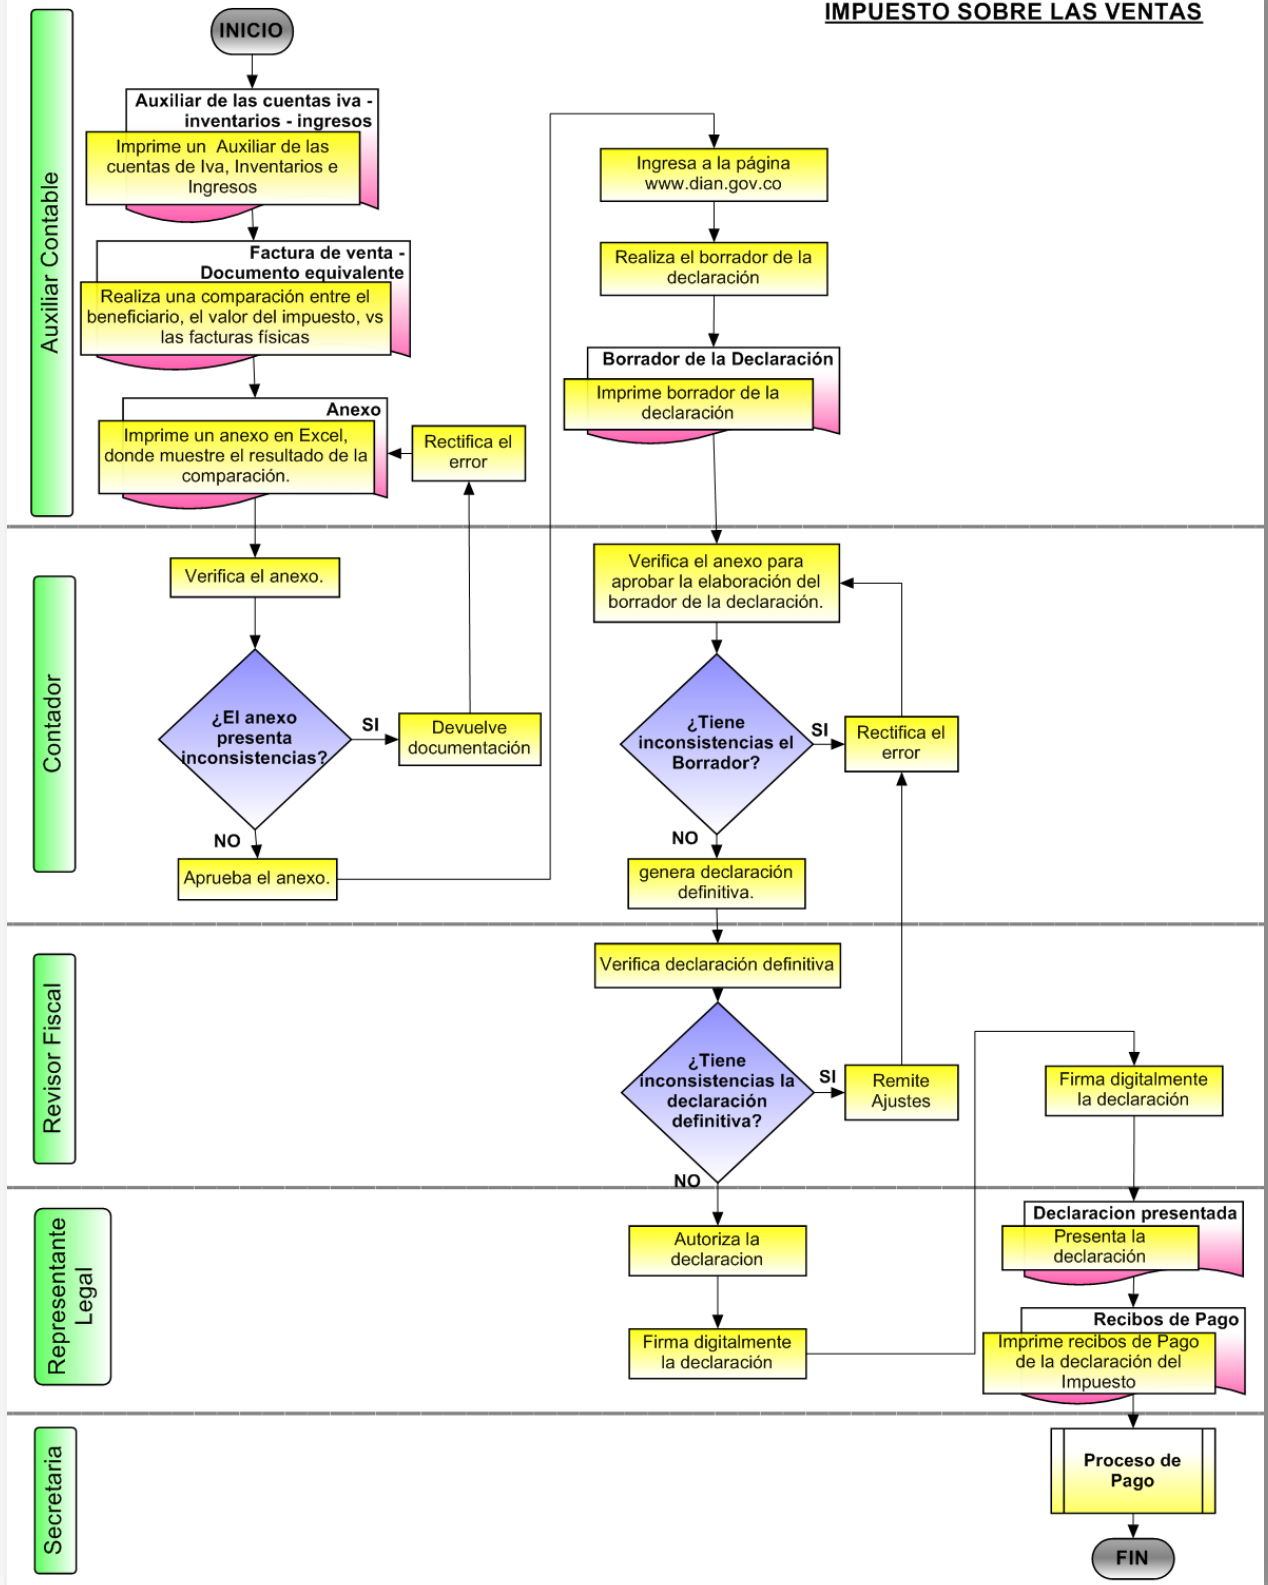 IMPUESTO SOBRE LAS VENTAS
Auxiliar Contable
INICIO
Auxiliar de las cuentas iva -
inventarios - ingresos
Imprime un Auxiliar de las
cuentas de Iva, Inventarios e
Ingresos
Factura de venta -
Documento equivalente
Realiza una comparación entre el
beneficiario, el valor del impuesto, vs
las facturas físicas
Anexo
Imprime un anexo en Excel,
donde muestre el resultado de la
comparación.
Rectifica el
error
Ingresa a la página
www.dian.gov.co
Realiza el borrador de la
declaración
Borrador de la Declaración
Imprime borrador de la
declaración
Contador
Verifica el anexo.
¿El anexo
presenta
inconsistencias?
SI
Devuelve
documentación
NO
Aprueba el anexo.
Verifica el anexo para
aprobar la elaboración del
borrador de la declaración.
¿Tiene
inconsistencias el
Borrador?
SI
Rectifica el
error
NO
genera declaración
definitiva.
Revisor Fiscal
Verifica declaración definitiva
¿Tiene
inconsistencias la
declaración
definitiva?
SI
Remite
Ajustes
NO
Firma digitalmente
la declaración
Representante
Legal
Autoriza la
declaracion
Firma digitalmente
la declaración
Declaracion presentada
Presenta la
declaración
Recibos de Pago
Imprime recibos de Pago
de la declaración del
Impuesto
Secretaria
Proceso de
Pago
FIN